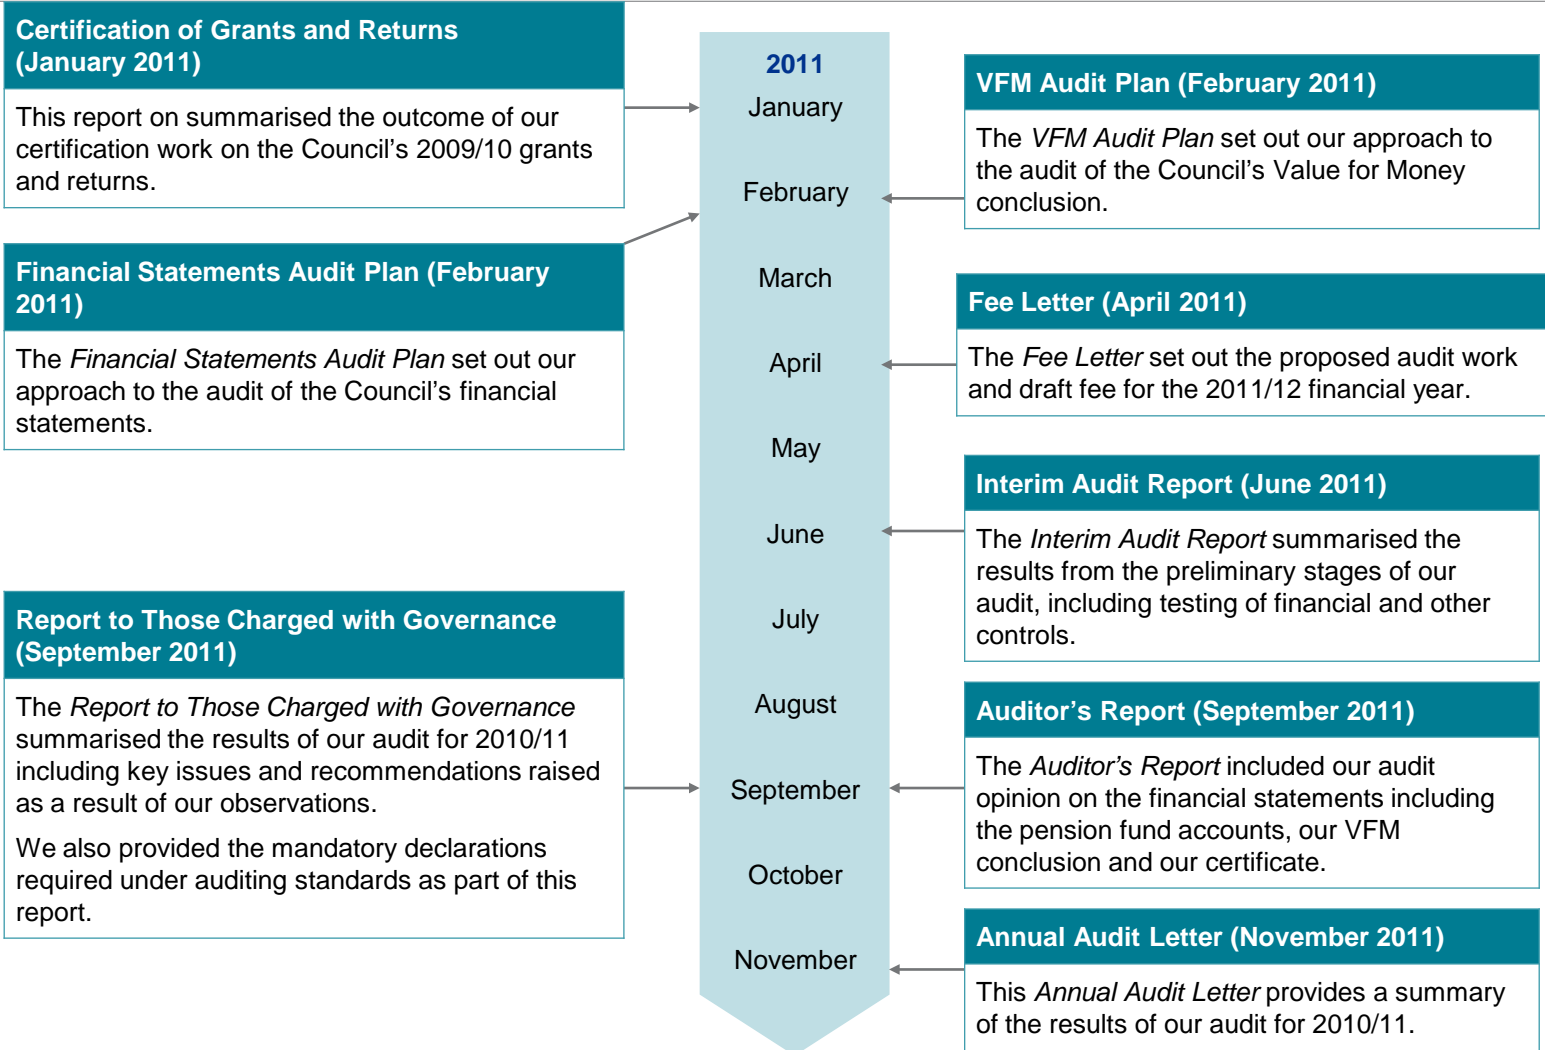 Certification of Grants and Returns
(January 2011)
This report on summarised the outcome of our
certification work on the Council’s 2009/10 grants
and returns.
Financial Statements Audit Plan (February
2011)
The Financial Statements Audit Plan set out our
approach to the audit of the Council’s financial
statements.
Report to Those Charged with Governance
(September 2011)
The Report to Those Charged with Governance
summarised the results of our audit for 2010/11
including key issues and recommendations raised
as a result of our observations.
We also provided the mandatory declarations
required under auditing standards as part of this
report.
2011
January
February
March
April
May
June
July
August
September
October
November
VFM Audit Plan (February 2011)
The VFM Audit Plan set out our approach to
the audit of the Council’s Value for Money
conclusion.
Fee Letter (April 2011)
The Fee Letter set out the proposed audit work
and draft fee for the 2011/12 financial year.
Interim Audit Report (June 2011)
The Interim Audit Report summarised the
results from the preliminary stages of our
audit, including testing of financial and other
controls.
Auditor’s Report (September 2011)
The Auditor’s Report included our audit
opinion on the financial statements including
the pension fund accounts, our VFM
conclusion and our certificate.
Annual Audit Letter (November 2011)
This Annual Audit Letter provides a summary
of the results of our audit for 2010/11.